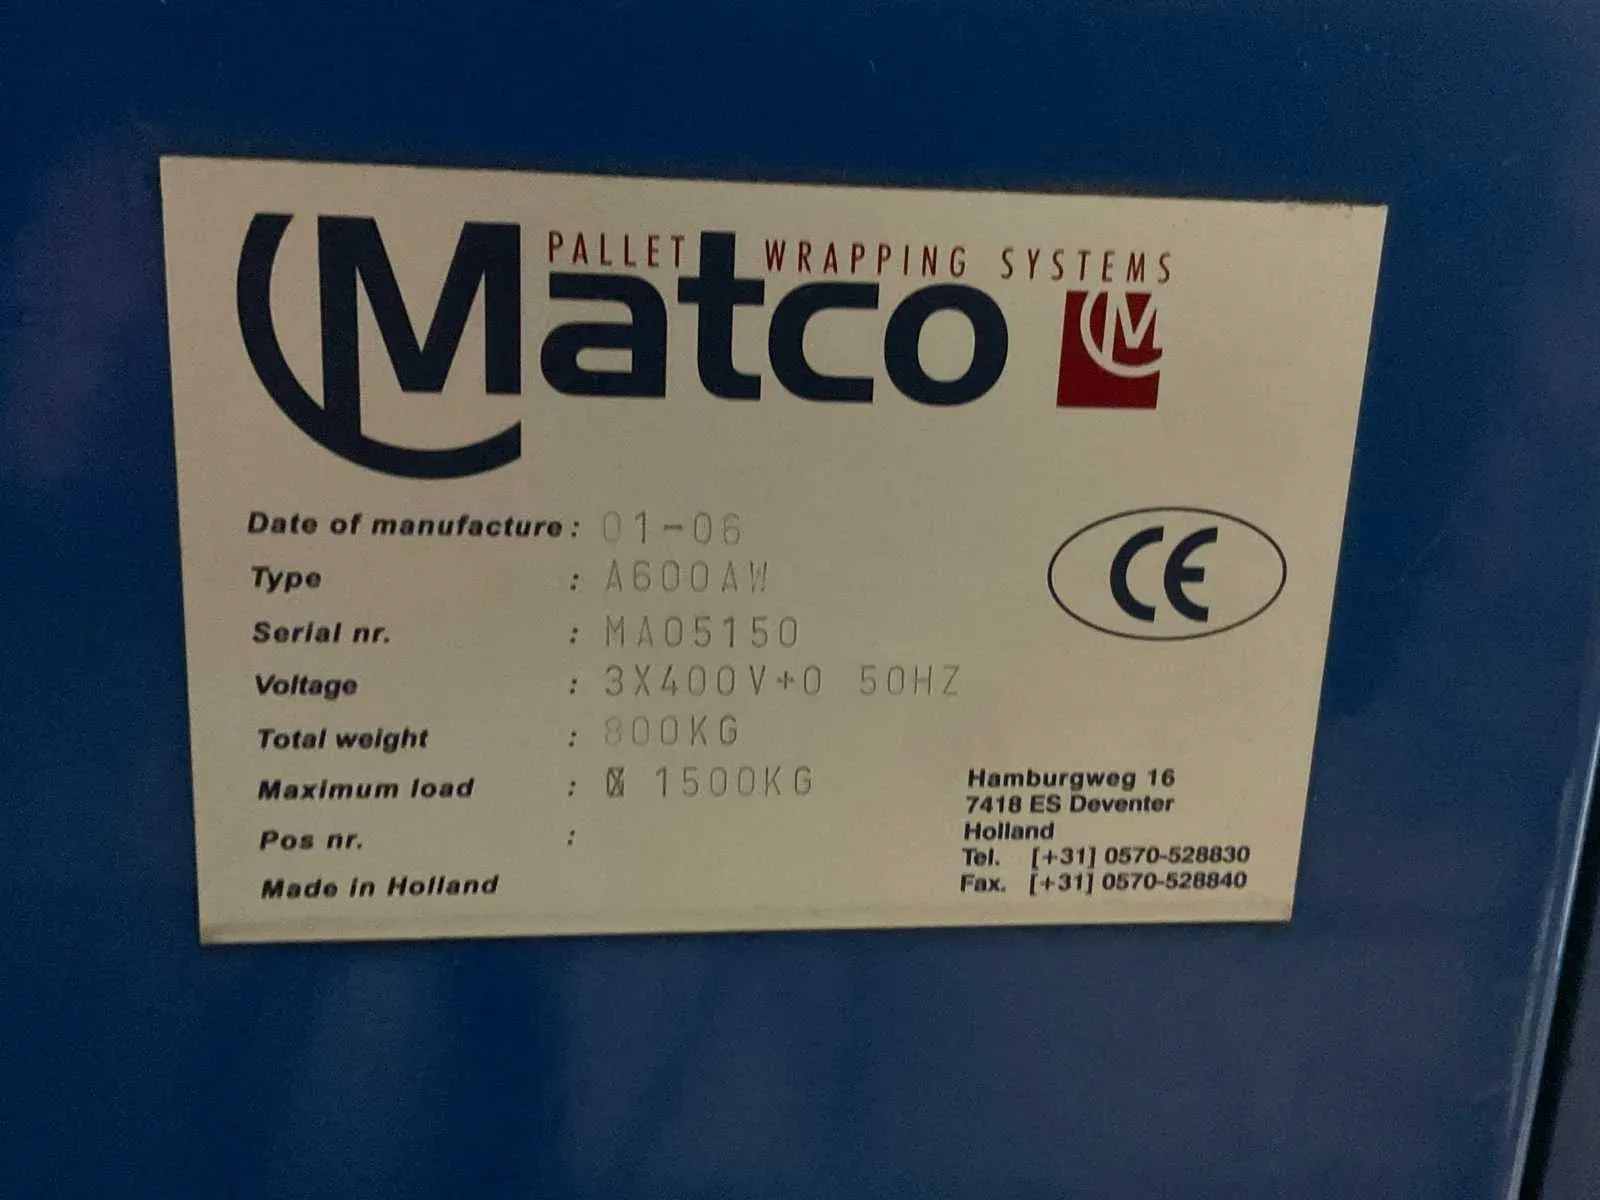 PALLET WRAPPING SYSTEMS
Matco
CE
Date of manufacture : 01-06
Type : A600AW
Serial nr. : MA05150
Voltage : 3X400V+0 50HZ
Total weight : 800KG
Maximum load : 1500KG
Pos nr. :
Made in Holland
Hamburgweg 16
7418 ES Deventer
Holland
Tel. [+31] 0570-528830
Fax. [+31] 0570-528840